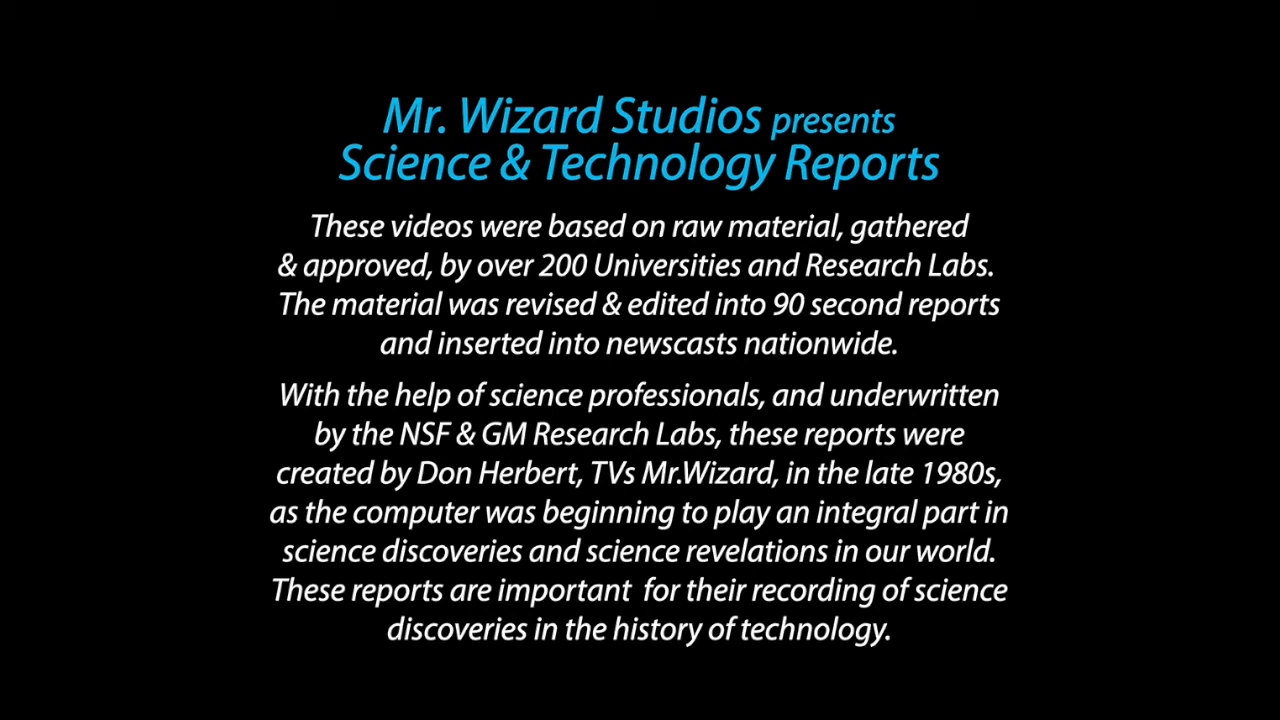 Mr. Wizard Studios presents
Science & Technology Reports
These videos were based on raw material, gathered
& approved, by over 200 Universities and Research Labs.
The material was revised & edited into 90 second reports
and inserted into newscasts nationwide.
With the help of science professionals, and underwritten
by the NSF & GM Research Labs, these reports were
created by Don Herbert, TVs Mr.Wizard, in the late 1980s,
as the computer was beginning to play an integral part in
science discoveries and science revelations in our world.
These reports are important for their recording of science
discoveries in the history of technology.